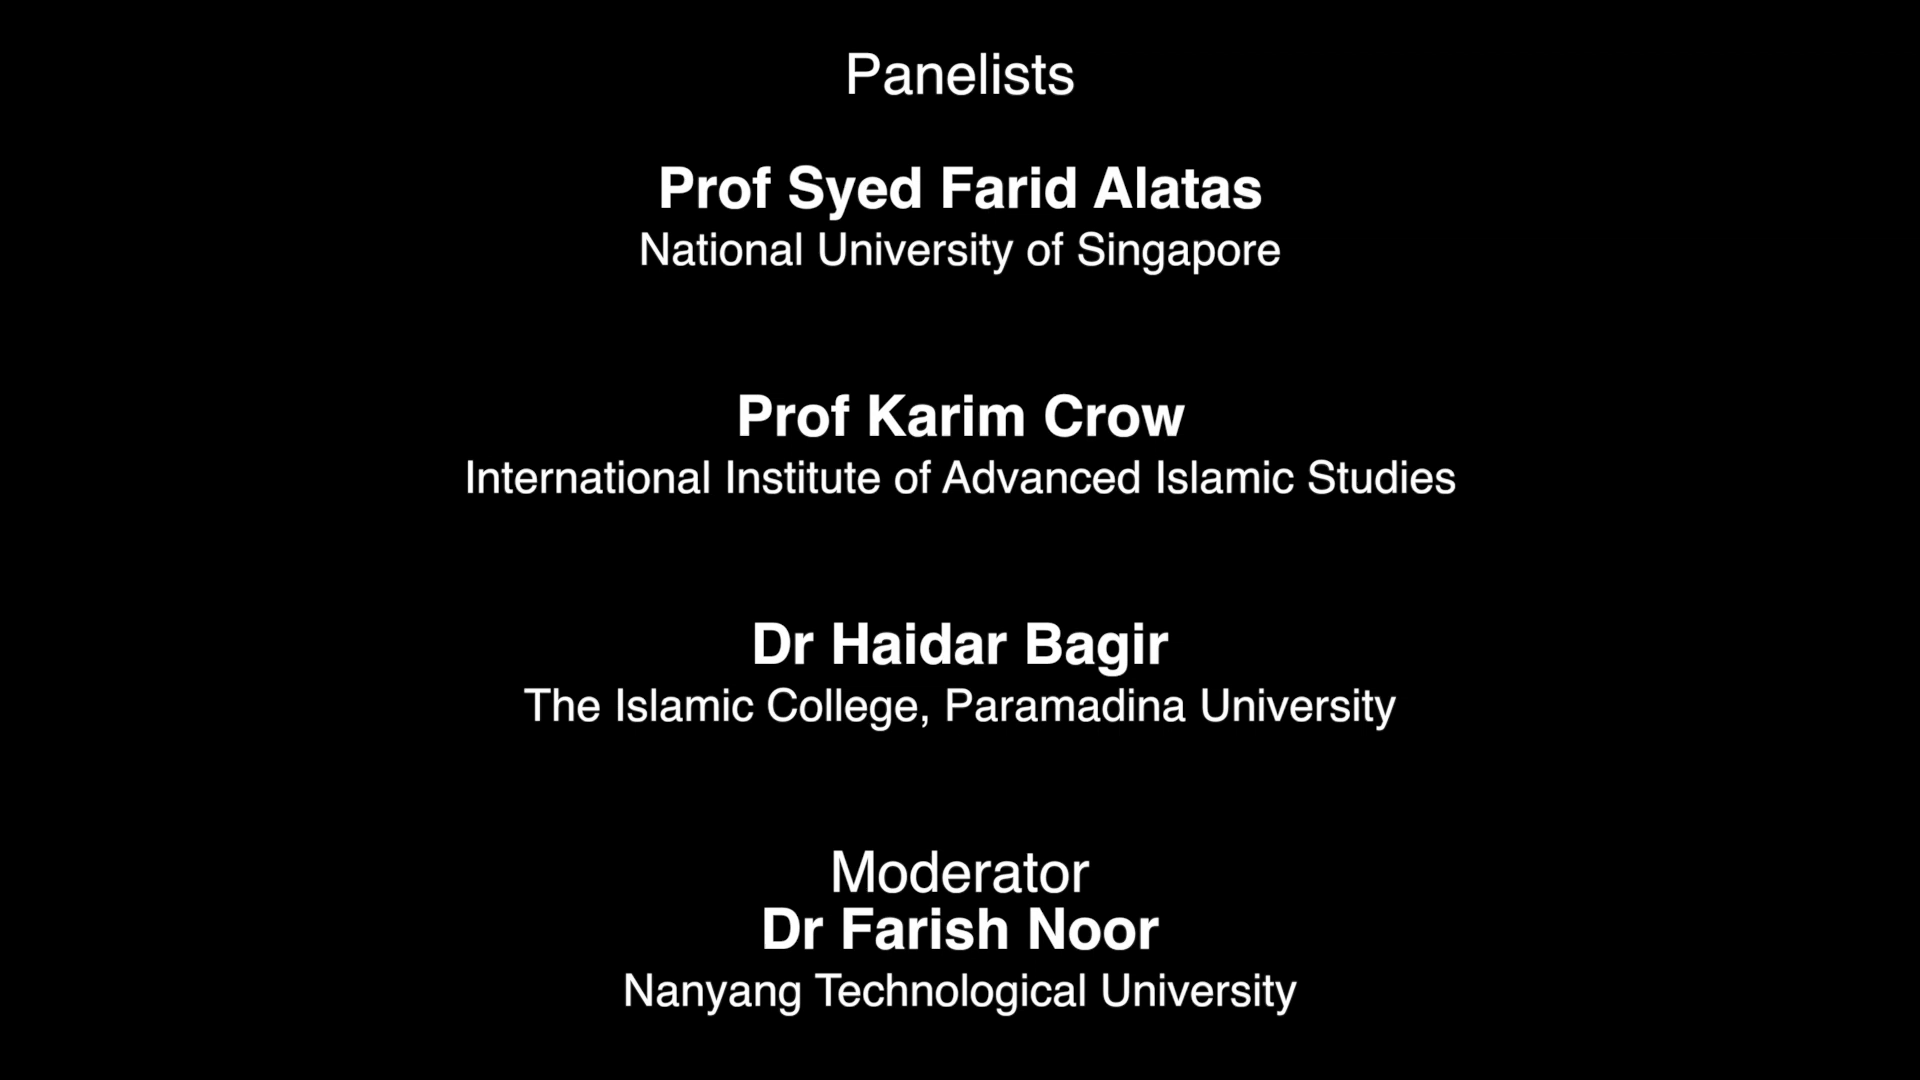 Panelists
Prof Syed Farid Alatas
National University of Singapore
Prof Karim Crow
International Institute of Advanced Islamic Studies
Dr Haidar Bagir
The Islamic College, Paramadina University
Moderator
Dr Farish Noor
Nanyang Technological University